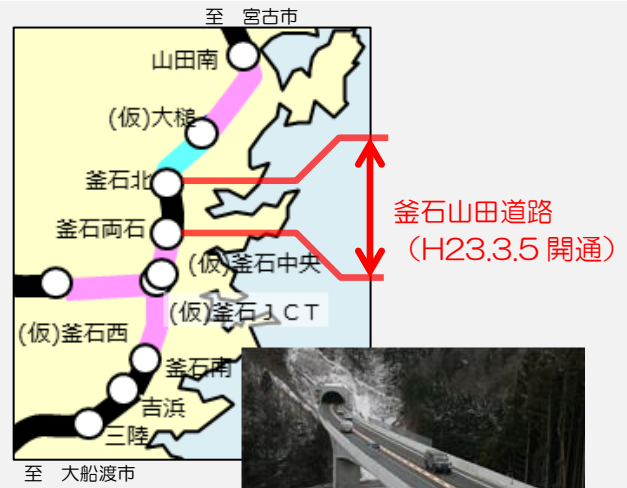 至 宮古市
山田南
(仮)大槌
釜石北
釜石両石
(仮)釜石中央
(仮)釜石JCT
(仮)釜石西
釜石南
吉浜
三陸
至 大船渡市
釜石山田道路
(H23.3.5 開通)